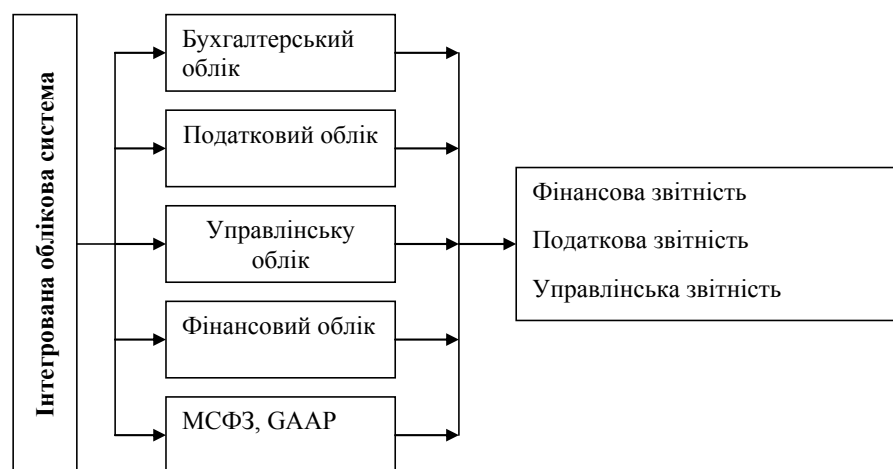 Інтегрована облікова система
Бухгалтерський
облік
Податковий облік
Управлінську
облік
Фінансовий облік
МСФЗ, GAAP
Фінансова звітність
Податкова звітність
Управлінська звітність